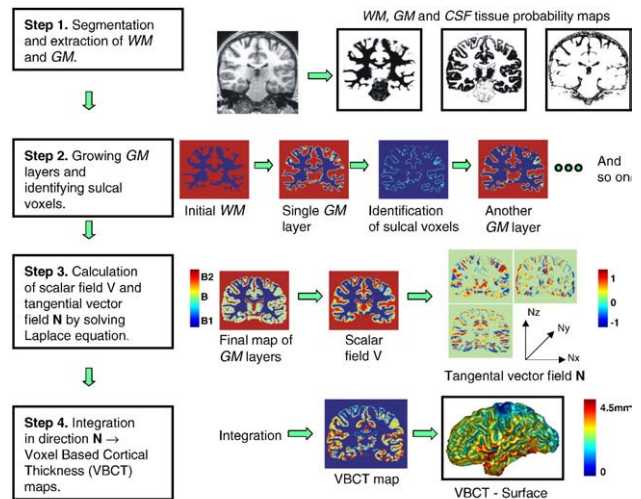 Step 1. Segmentation
and extraction of WM
and GM.
WM, GM and CSF tissue probability maps
Step 2. Growing GM
layers and
identifying sulcal
voxels.
Initial WM
Single GM
layer
Identification
of sulcal voxels
Another
GM layer
And
so on
Step 3. Calculation
of scalar field V and
tangential vector
field N by solving
Laplace equation.
B2
B
B1
Final map of
GM layers
Scalar
field V
1
-1
Nz
Ny
Nx
Tangential vector field N
Step 4. Integration
in direction N →
Voxel Based Cortical
Thickness (VBCT)
maps.
Integration
VBCT map
4.5mm
0
VBCT - Surface